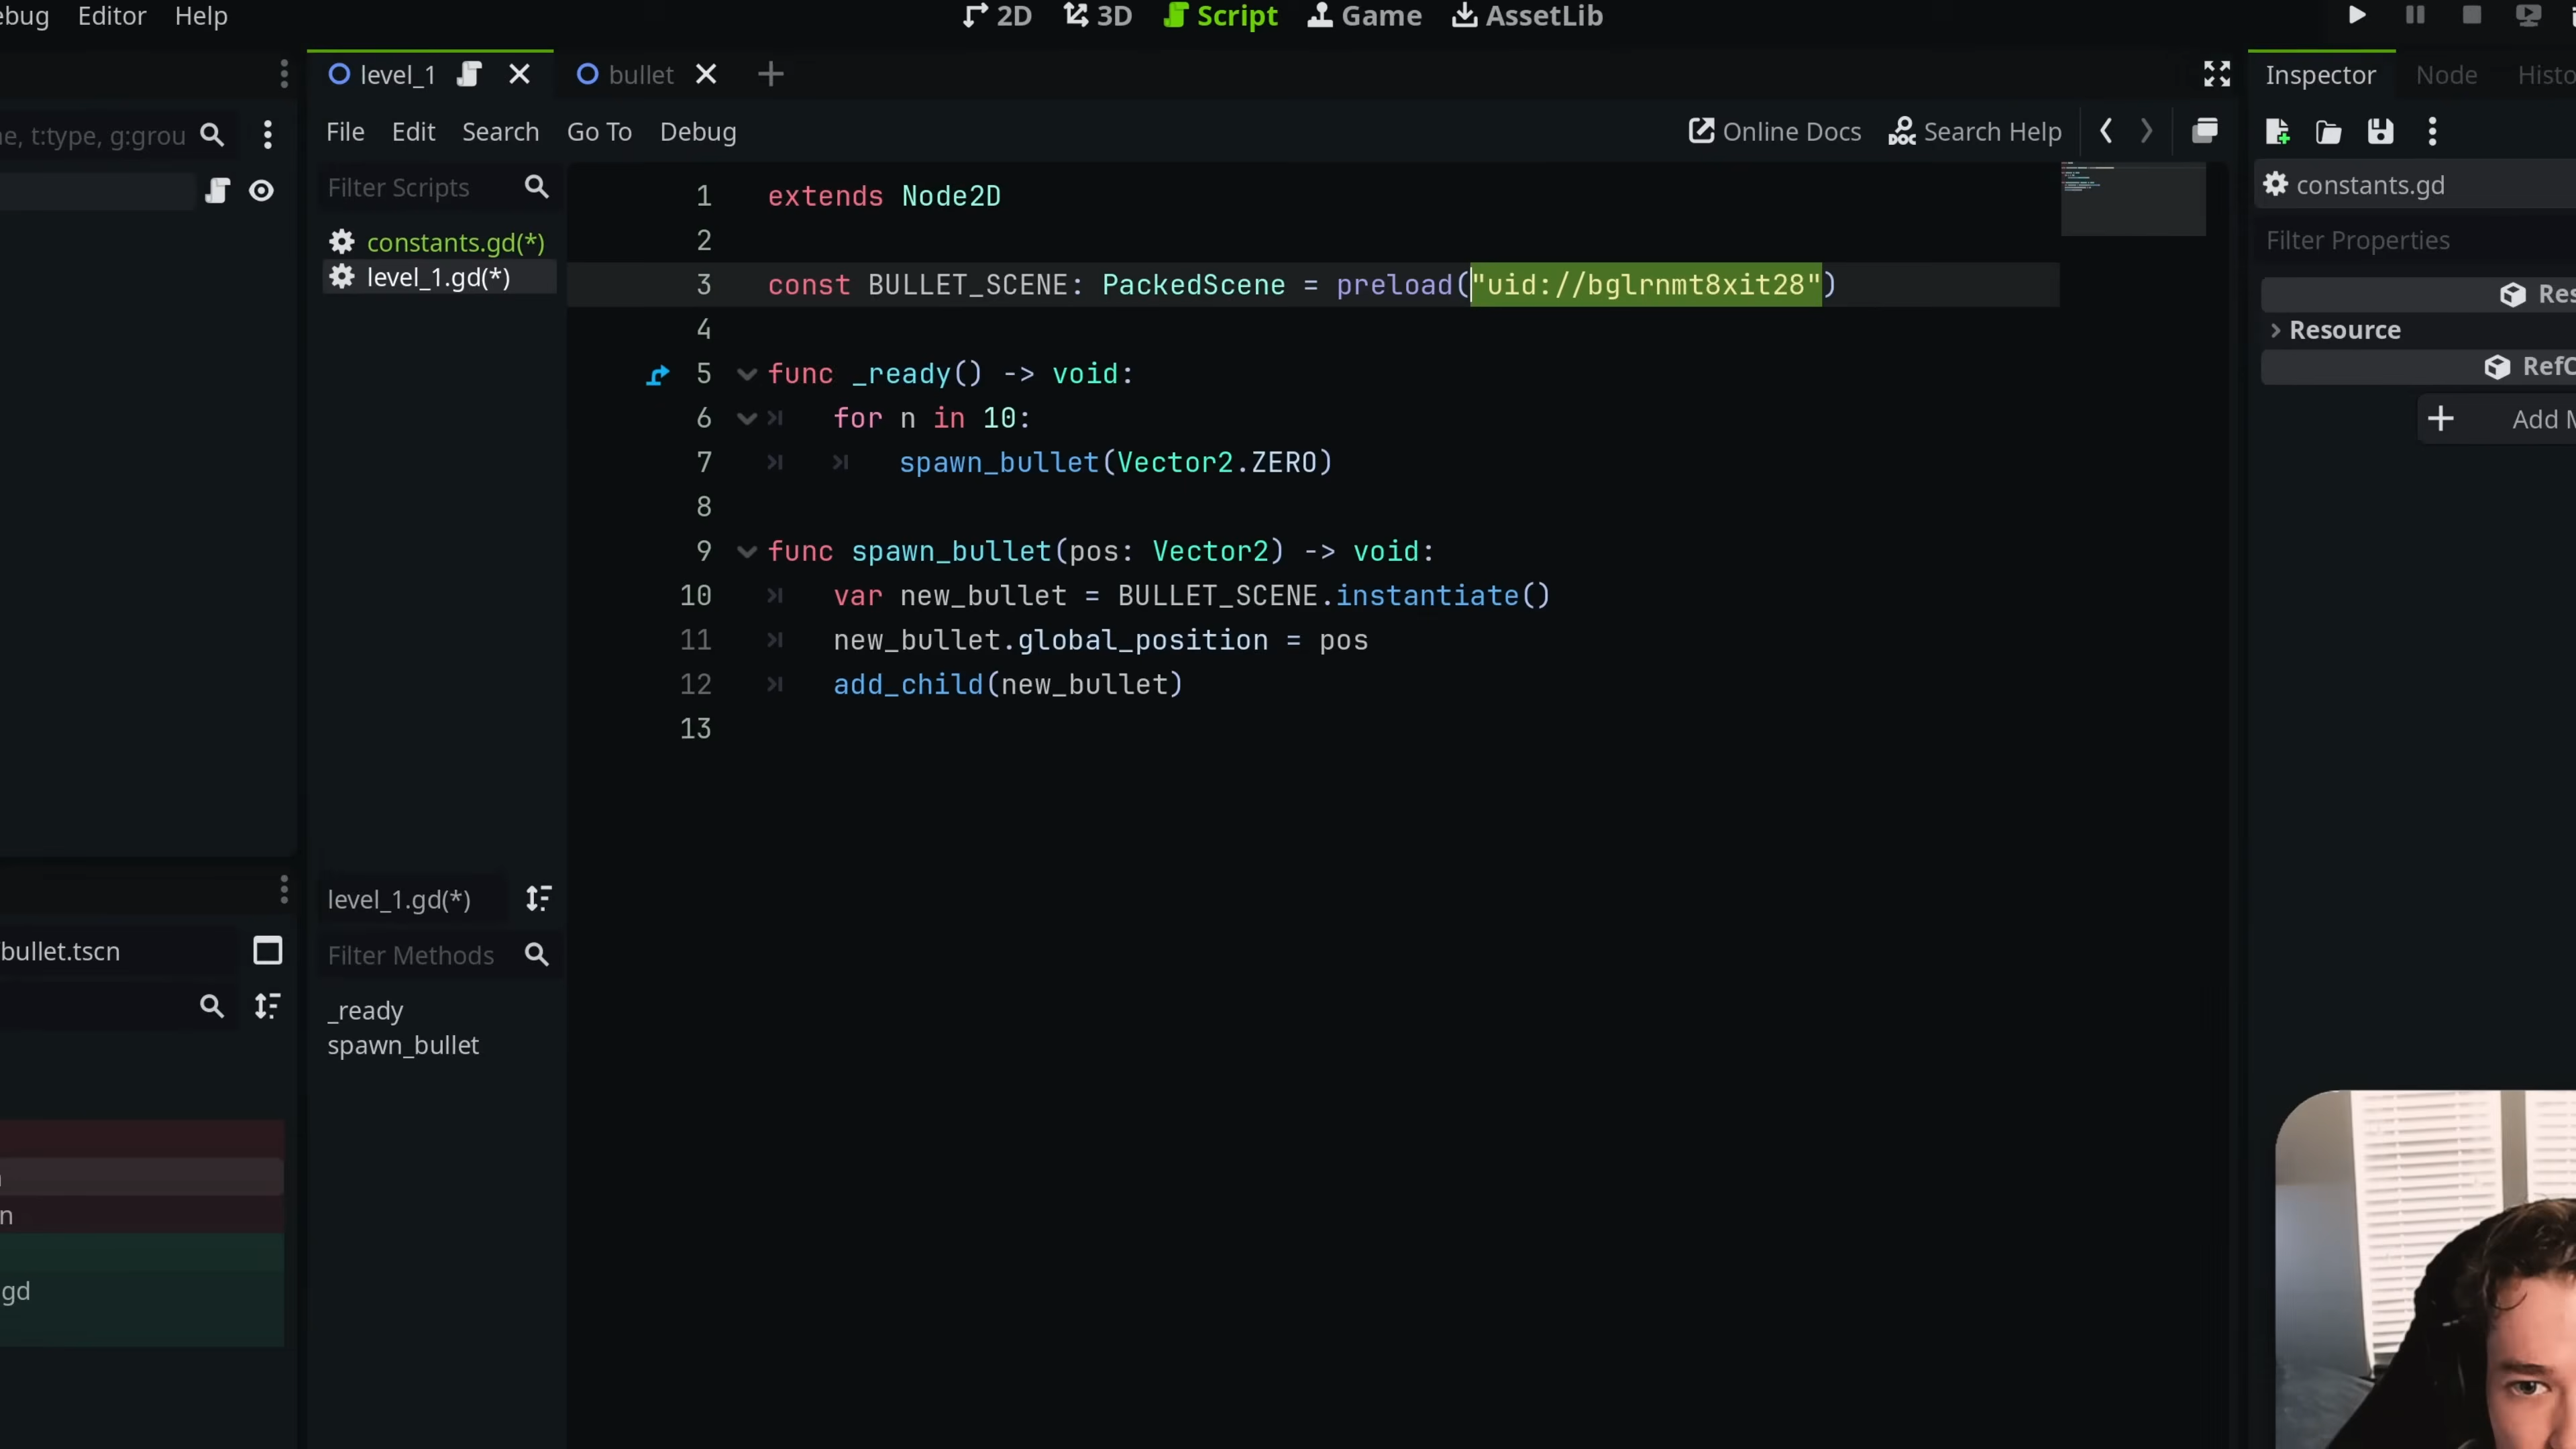 Editor Help
2D 3D Script Game AssetLib
level_1 bullet
Inspector Node
File Edit Search Go To Debug
Online Docs Search Help
t:type, g:grou
Filter Scripts
constants.gd(*)
level_1.gd(*)
1 extends Node2D
2
3 const BULLET_SCENE: PackedScene = preload("uid://bglrnmt8xit28")
4
5 func _ready() -> void:
6 for n in 10:
7 spawn_bullet(Vector2.ZERO)
8
9 func spawn_bullet(pos: Vector2) -> void:
10 var new_bullet = BULLET_SCENE.instantiate()
11 new_bullet.global_position = pos
12 add_child(new_bullet)
13
constants.gd
Filter Properties
Resource
Add
level_1.gd(*)
Filter Methods
_ready
spawn_bullet
bullet.tscn
gd